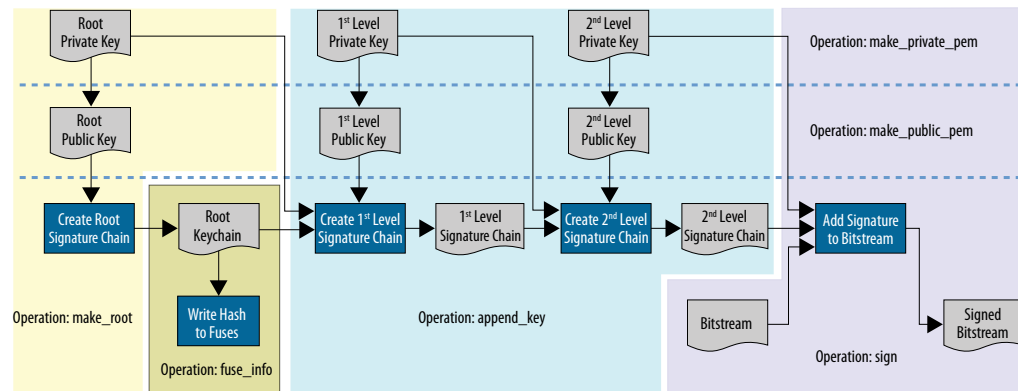 Root
Private Key
1st Level
Private Key
2nd Level
Private Key
Operation: make_private_pem
Root
Public Key
1st Level
Public Key
2nd Level
Public Key
Operation: make_public_pem
Create Root
Signature Chain
Root
Keychain
Create 1st Level
Signature Chain
1st Level
Signature Chain
Create 2nd Level
Signature Chain
2nd Level
Signature Chain
Add Signature
to Bitstream
Operation: make_root
Write Hash
to Fuses
Operation: append_key
Bitstream
Signed
Bitstream
Operation: fuse_info
Operation: sign